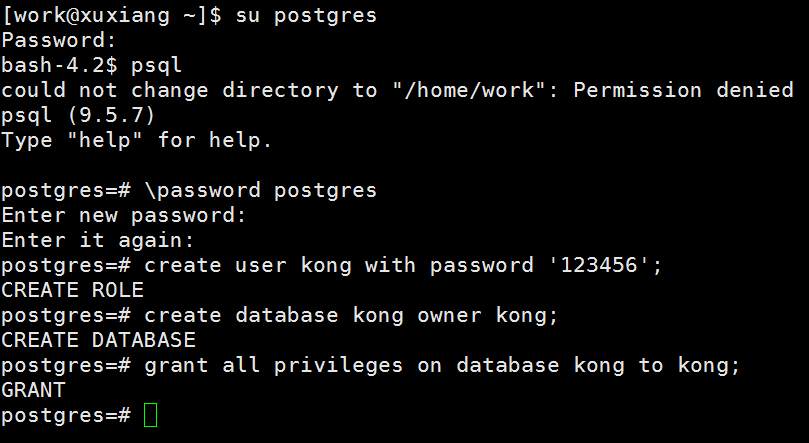 [work@xuxiang ~]$ su postgres
Password:
bash-4.2$ psql
could not change directory to "/home/work": Permission denied
psql (9.5.7)
Type "help" for help.

postgres=# \password postgres
Enter new password:
Enter it again:
postgres=# create user kong with password '123456';
CREATE ROLE
postgres=# create database kong owner kong;
CREATE DATABASE
postgres=# grant all privileges on database kong to kong;
GRANT
postgres=#